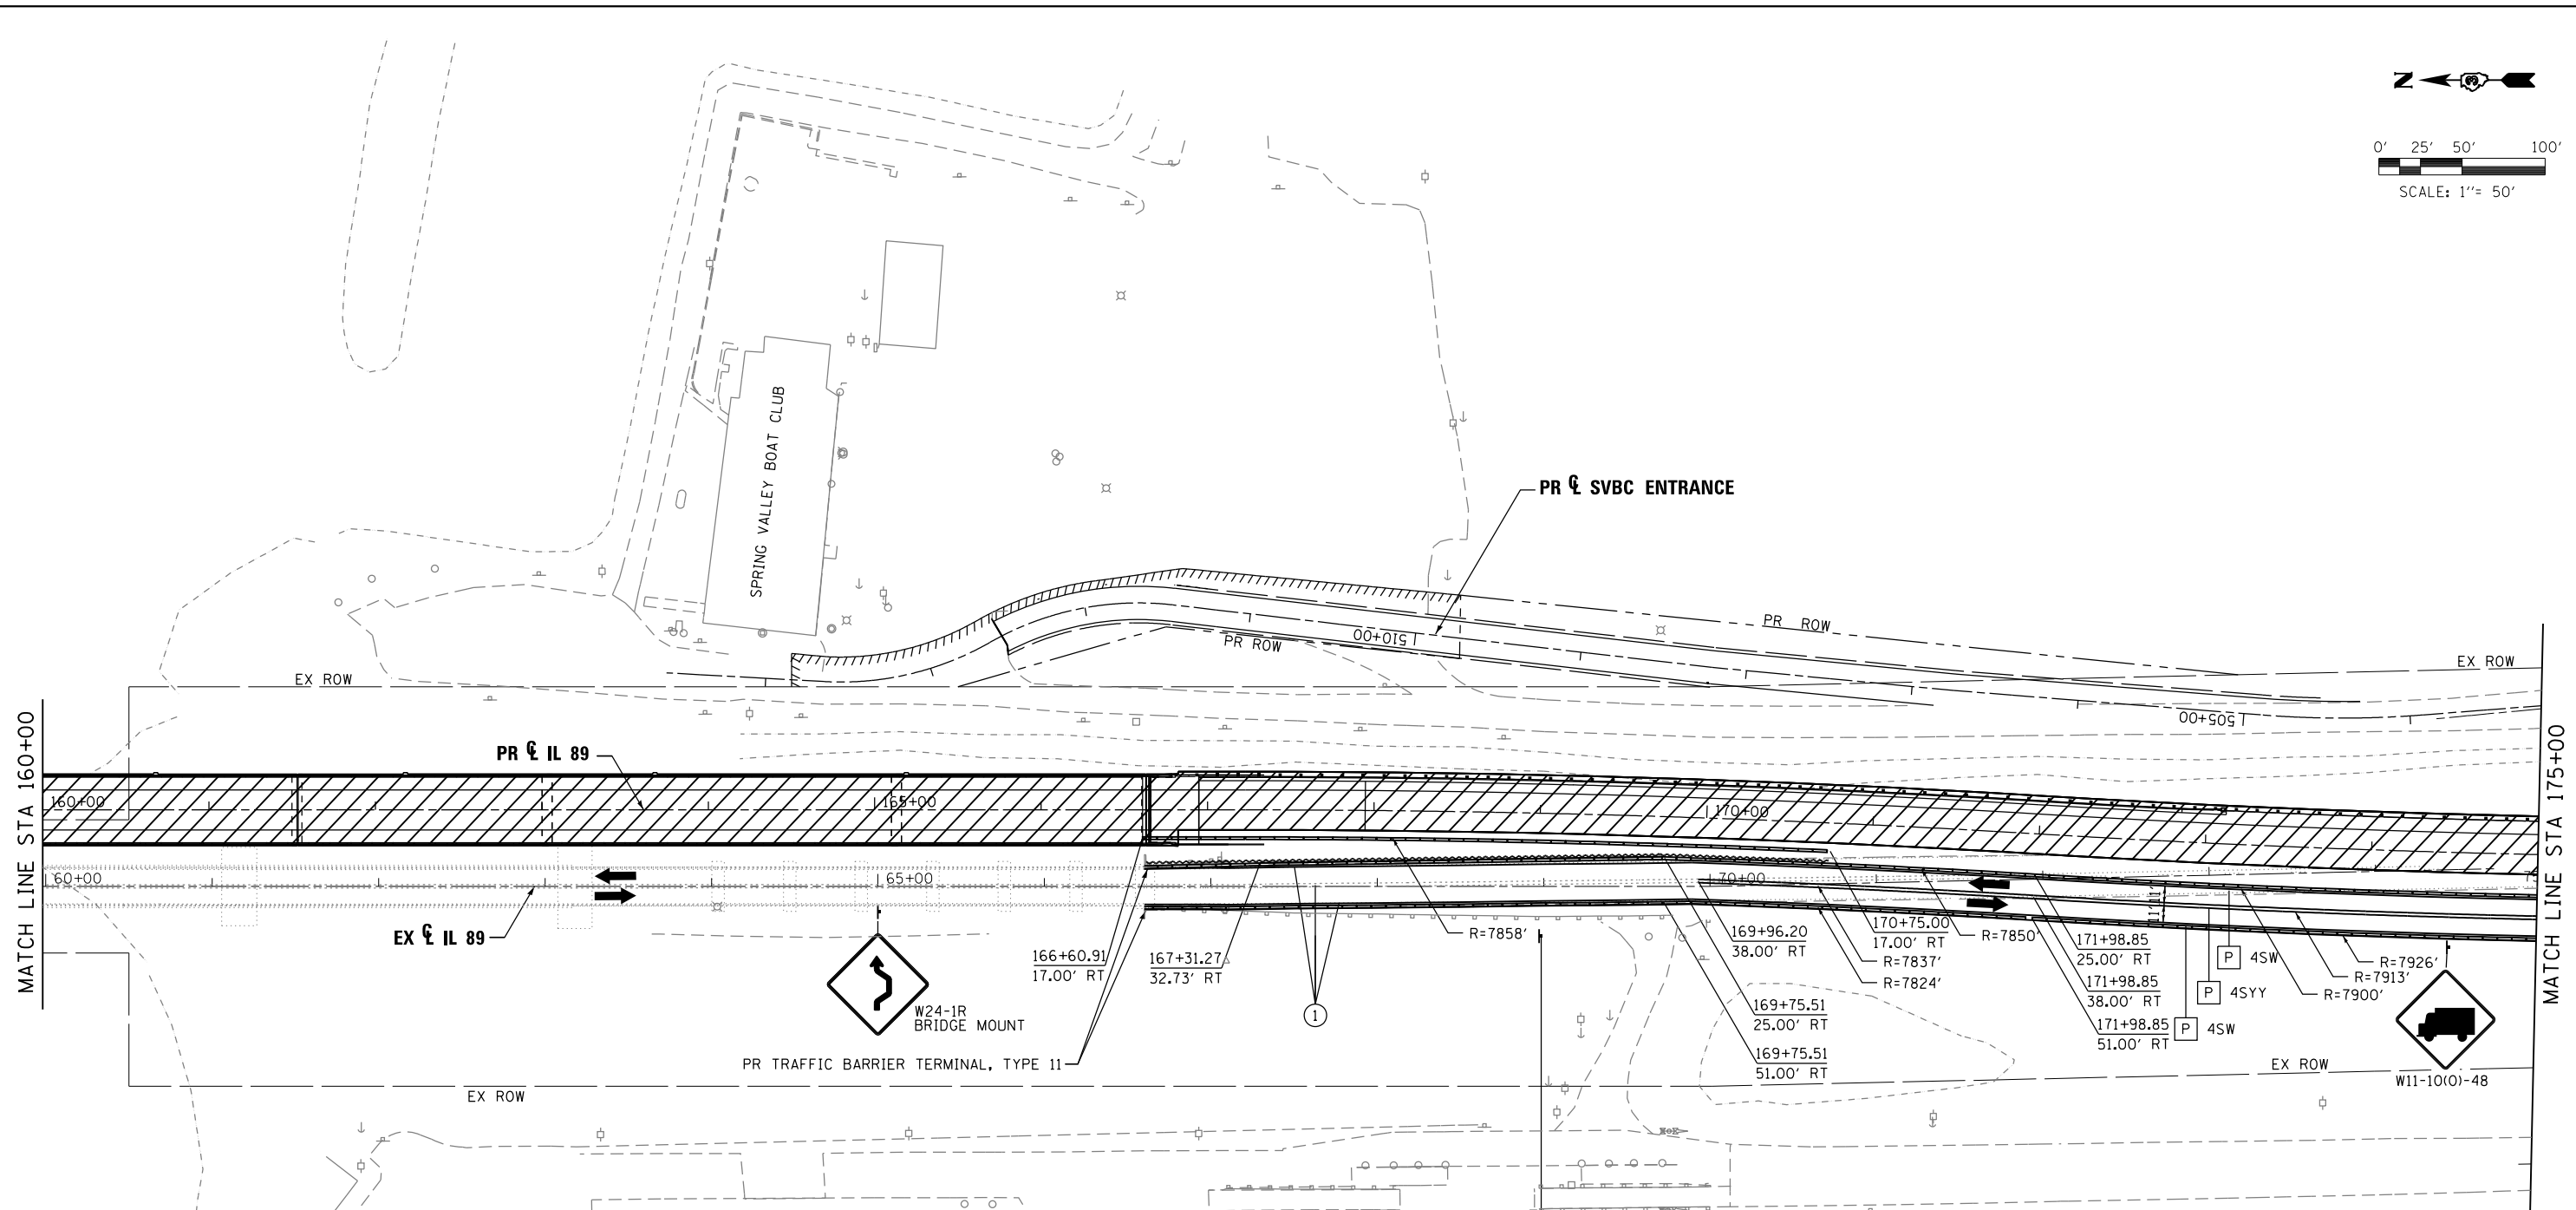 N
0' 25' 50' 100'
SCALE: 1"= 50'
SPRING VALLEY BOAT CLUB
PR ℄ SVBC ENTRANCE
PR ROW
510+00
PR ROW
EX ROW
EX ROW
505+00
MATCH LINE STA 160+00
MATCH LINE STA 175+00
PR ℄ IL 89
160+00
165+00
170+00
60+00
65+00
70+00
EX ℄ IL 89
11'
11'
R=7858'
166+60.91
17.00' RT
167+31.27
32.73' RT
169+96.20
38.00' RT
170+75.00
17.00' RT
R=7850'
R=7837'
R=7824'
171+98.85
25.00' RT
171+98.85
38.00' RT
171+98.85
51.00' RT
P 4SW
P 4SYY
P 4SW
R=7926'
R=7913'
R=7900'
169+75.51
25.00' RT
169+75.51
51.00' RT
1
W24-1R
BRIDGE MOUNT
PR TRAFFIC BARRIER TERMINAL, TYPE 11
W11-10(O)-48
EX ROW
EX ROW